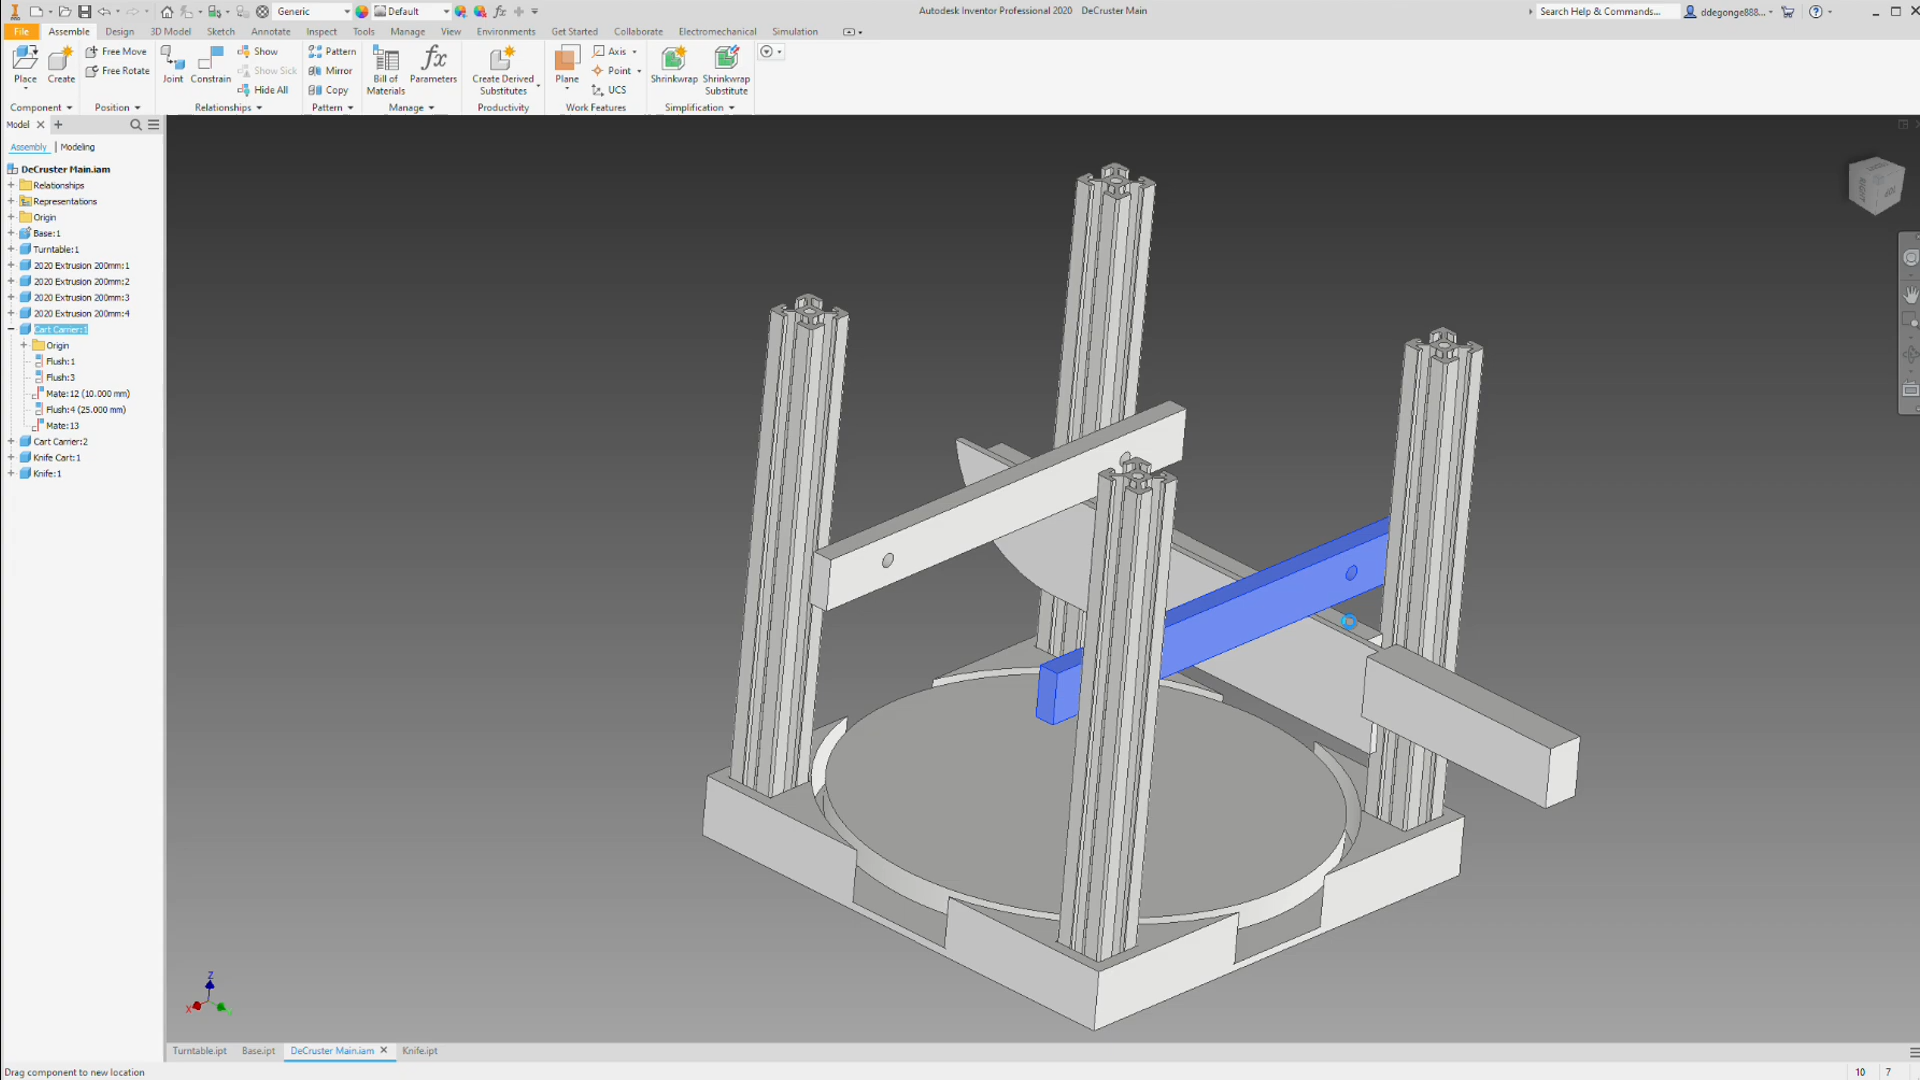 Generic
Default
Autodesk Inventor Professional 2020 DeCruster Main
Search Help & Commands...
ddegonge888...
File Assemble Design 3D Model Sketch Annotate Inspect Tools Manage View Environments Get Started Collaborate Electromechanical Simulation
Place
Create
Free Move
Free Rotate
Joint
Constrain
Show
Show Sick
Hide All
Pattern
Mirror
Copy
Bill of
Materials
fx
Parameters
Create Derived
Substitutes
Plane
Axis
Point
UCS
Shrinkwrap
Shrinkwrap
Substitute
Component Position Relationships Pattern Manage Productivity Work Features Simplification
Model
Assembly | Modeling
DeCruster Main.iam
Relationships
Representations
Origin
Base:1
Turntable:1
2020 Extrusion 200mm:1
2020 Extrusion 200mm:2
2020 Extrusion 200mm:3
2020 Extrusion 200mm:4
Cart Carrier:1
Origin
Flush:1
Flush:3
Mate:12 (10.000 mm)
Flush:4 (25.000 mm)
Mate:13
Cart Carrier:2
Knife Cart:1
Knife:1
RIGHT
TOP
Z
X
Turntable.ipt Base.ipt DeCruster Main.iam Knife.ipt
Drag component to new location
10 7